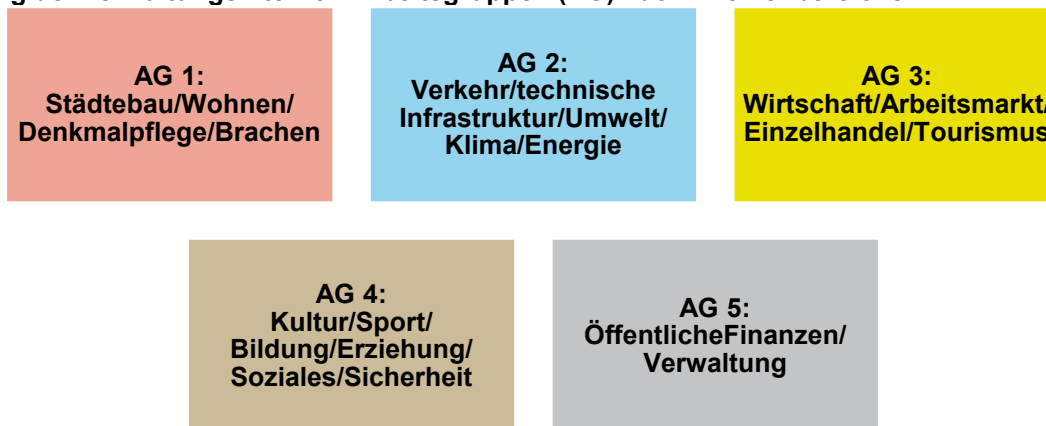 AG 1:
Städtebau/Wohnen/
Denkmalpflege/Brachen
AG 2:
Verkehr/technische
Infrastruktur/Umwelt/
Klima/Energie
AG 3:
Wirtschaft/Arbeitsmarkt/
Einzelhandel/Tourismus
AG 4:
Kultur/Sport/
Bildung/Erziehung/
Soziales/Sicherheit
AG 5:
ÖffentlicheFinanzen/
Verwaltung